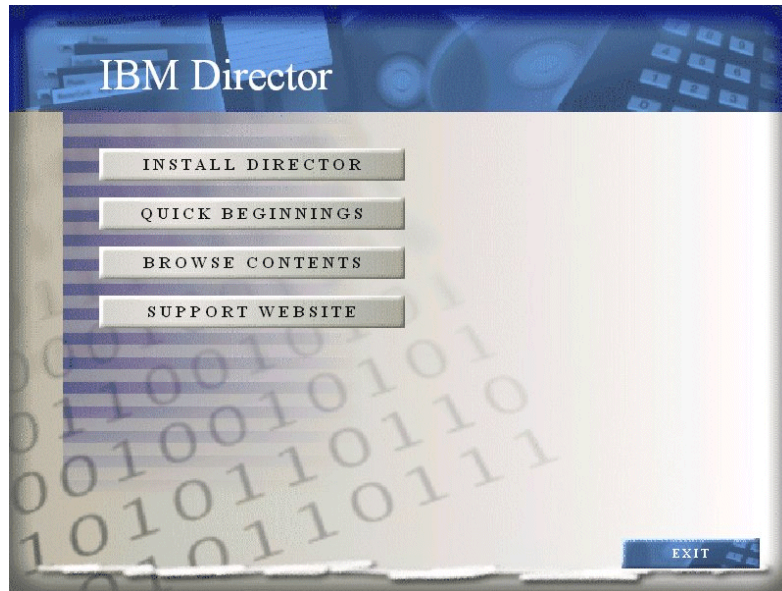 IBM Director
INSTALL DIRECTOR
QUICK BEGINNINGS
BROWSE CONTENTS
SUPPORT WEBSITE
EXIT